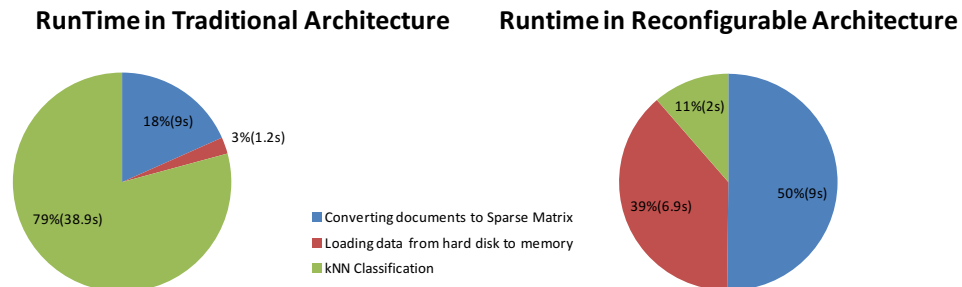 RunTime in Traditional Architecture
Runtime in Reconfigurable Architecture
18%(9s)
3%(1.2s)
79%(38.9s)
11%(2s)
39%(6.9s)
50%(9s)
Converting documents to Sparse Matrix
Loading data from hard disk to memory
kNN Classification